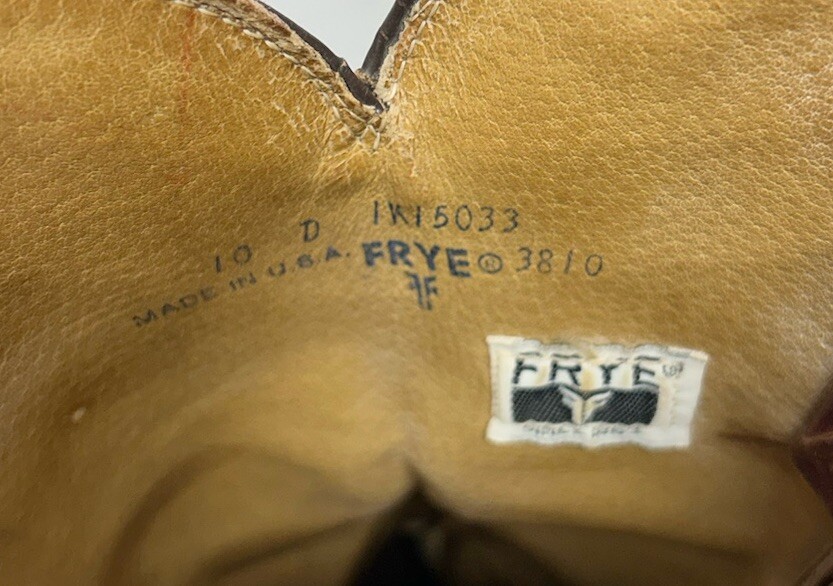 10 D 1K15033
MADE IN U.S.A. FRYE ® 3810
FRYE ®